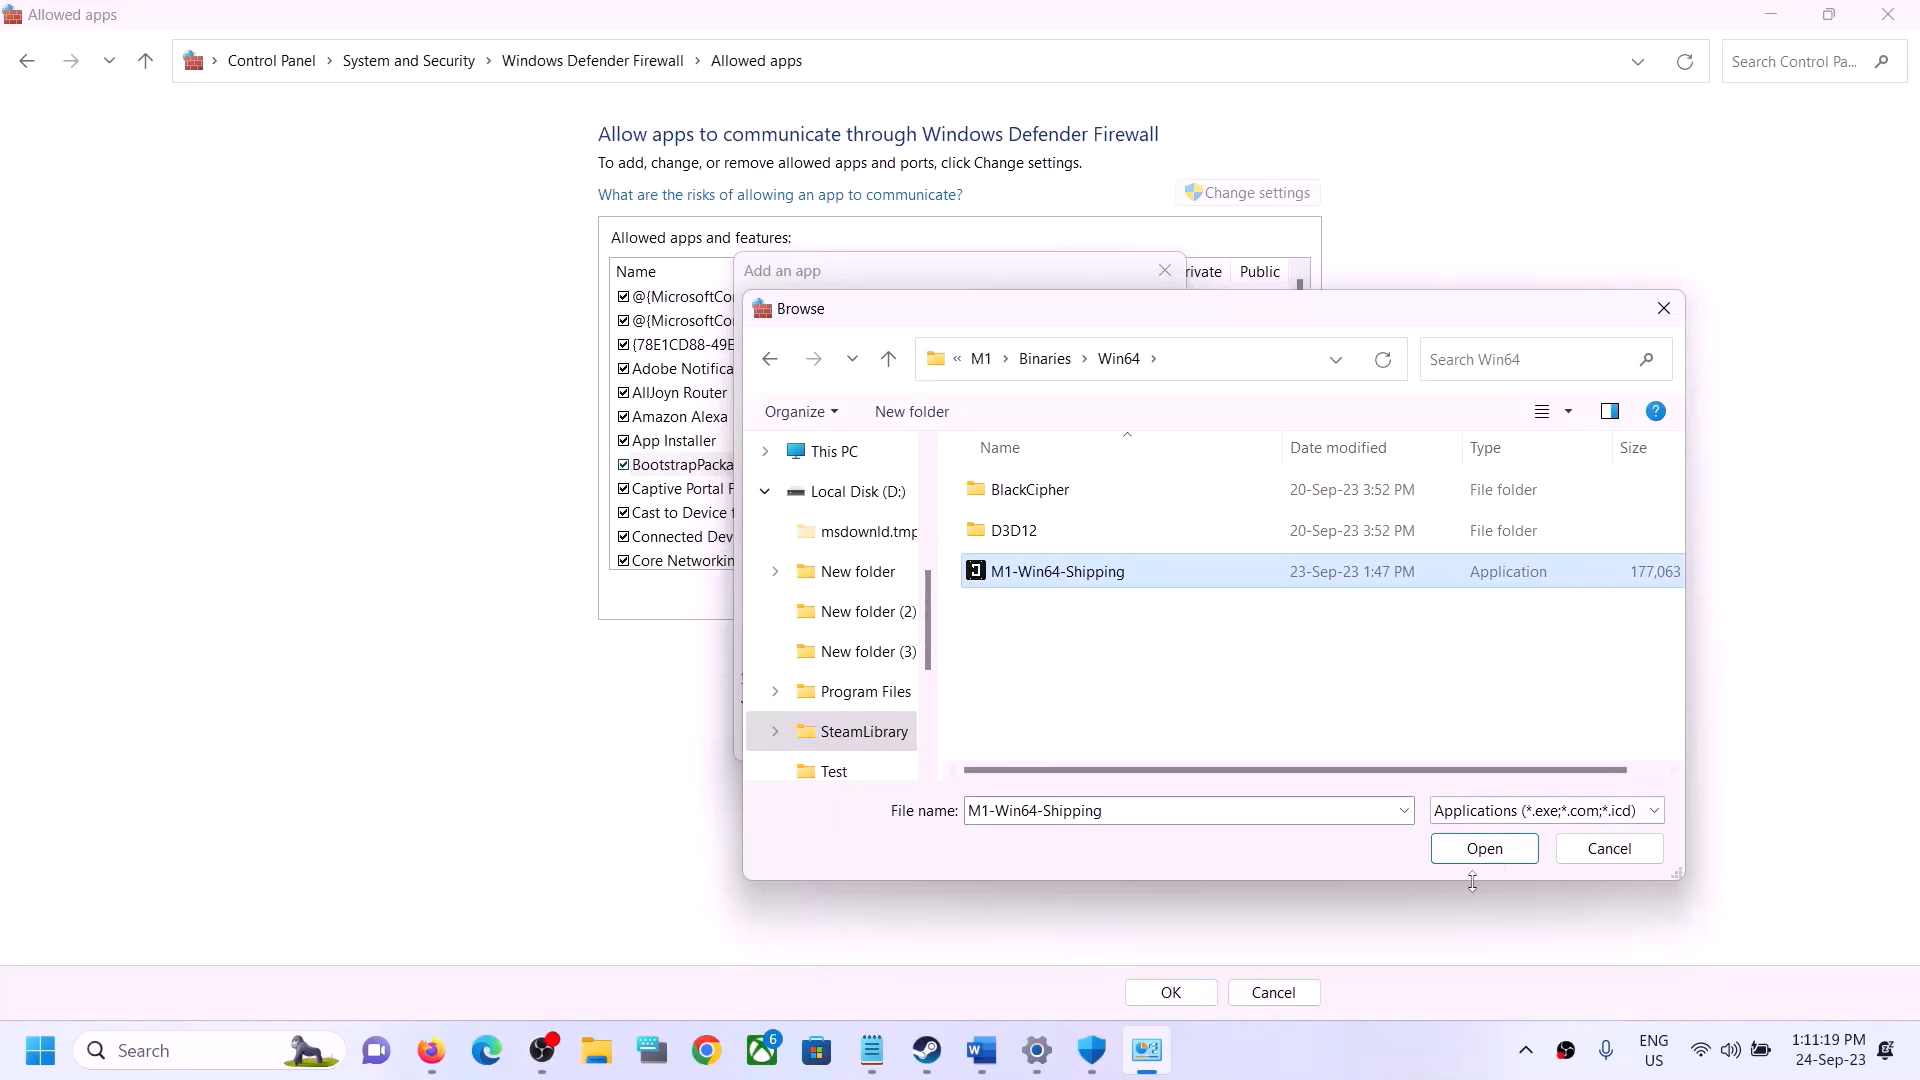 Allowed apps
Control Panel > System and Security > Windows Defender Firewall > Allowed apps
Search Control Pa...
Allow apps to communicate through Windows Defender Firewall
To add, change, or remove allowed apps and ports, click Change settings.
What are the risks of allowing an app to communicate?
Change settings
Allowed apps and features:
Name
rivate
Public
@{MicrosoftCo
@{MicrosoftCo
{78E1CD88-49E
Adobe Notifica
AllJoyn Router
Amazon Alexa
App Installer
BootstrapPacka
Captive Portal F
Cast to Device f
Connected Dev
Core Networkin
Add an app
Browse
« M1 > Binaries > Win64 >
Search Win64
Organize
New folder
This PC
Local Disk (D:)
msdownld.tmp
New folder
New folder (2)
New folder (3)
Program Files
SteamLibrary
Test
Name Date modified Type Size
BlackCipher 20-Sep-23 3:52 PM File folder
D3D12 20-Sep-23 3:52 PM File folder
M1-Win64-Shipping 23-Sep-23 1:47 PM Application 177,063
File name: M1-Win64-Shipping
Applications (*.exe;*.com;*.icd)
Open
Cancel
OK
Cancel
Search
6
ENG
US
1:11:19 PM
24-Sep-23